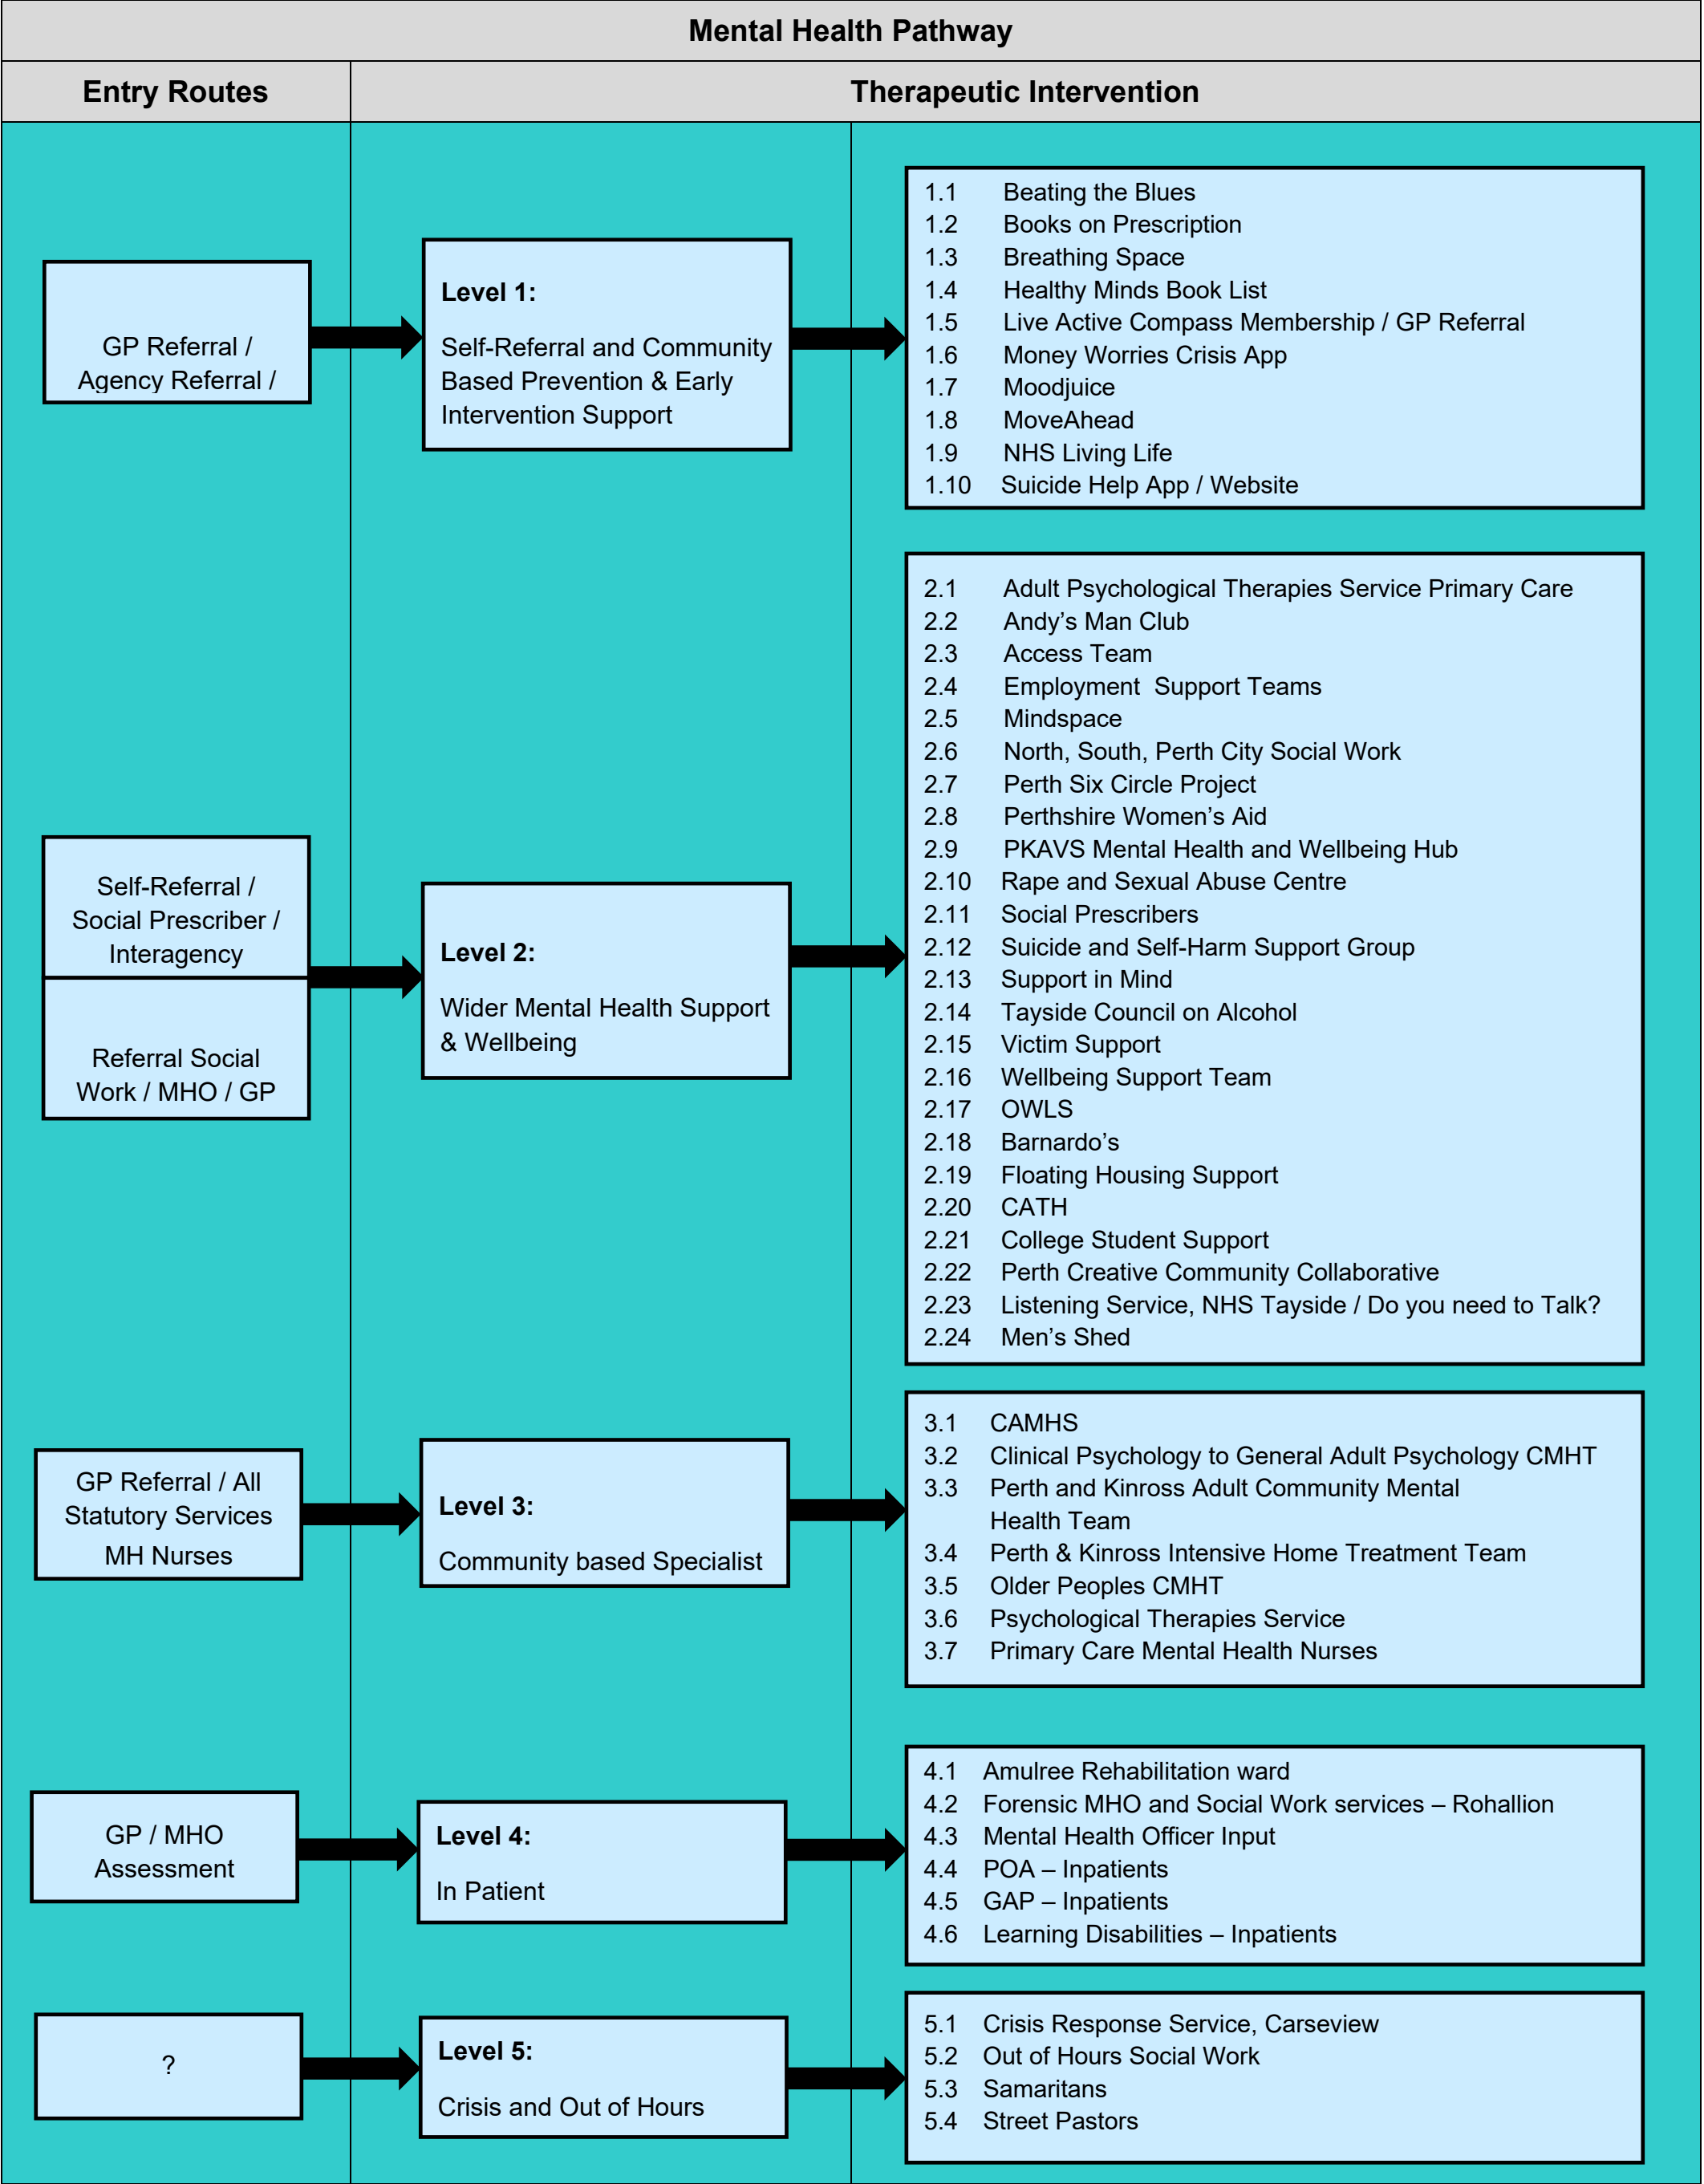 Mental Health Pathway
Entry Routes
Therapeutic Intervention
GP Referral /
Agency Referral /
Level 1:
Self-Referral and Community
Based Prevention & Early
Intervention Support
1.1 Beating the Blues
1.2 Books on Prescription
1.3 Breathing Space
1.4 Healthy Minds Book List
1.5 Live Active Compass Membership / GP Referral
1.6 Money Worries Crisis App
1.7 Moodjuice
1.8 MoveAhead
1.9 NHS Living Life
1.10 Suicide Help App / Website
Self-Referral /
Social Prescriber /
Interagency
Referral Social
Work / MHO / GP
Level 2:
Wider Mental Health Support
& Wellbeing
2.1 Adult Psychological Therapies Service Primary Care
2.2 Andy’s Man Club
2.3 Access Team
2.4 Employment  Support Teams
2.5 Mindspace
2.6 North, South, Perth City Social Work
2.7 Perth Six Circle Project
2.8 Perthshire Women’s Aid
2.9 PKAVS Mental Health and Wellbeing Hub
2.10 Rape and Sexual Abuse Centre
2.11 Social Prescribers
2.12 Suicide and Self-Harm Support Group
2.13 Support in Mind
2.14 Tayside Council on Alcohol
2.15 Victim Support
2.16 Wellbeing Support Team
2.17 OWLS
2.18 Barnardo’s
2.19 Floating Housing Support
2.20 CATH
2.21 College Student Support
2.22 Perth Creative Community Collaborative
2.23 Listening Service, NHS Tayside / Do you need to Talk?
2.24 Men’s Shed
GP Referral / All
Statutory Services
MH Nurses
Level 3:
Community based Specialist
3.1 CAMHS
3.2 Clinical Psychology to General Adult Psychology CMHT
3.3 Perth and Kinross Adult Community Mental
Health Team
3.4 Perth & Kinross Intensive Home Treatment Team
3.5 Older Peoples CMHT
3.6 Psychological Therapies Service
3.7 Primary Care Mental Health Nurses
GP / MHO
Assessment
Level 4:
In Patient
4.1 Amulree Rehabilitation ward
4.2 Forensic MHO and Social Work services – Rohallion
4.3 Mental Health Officer Input
4.4 POA – Inpatients
4.5 GAP – Inpatients
4.6 Learning Disabilities – Inpatients
?
Level 5:
Crisis and Out of Hours
5.1 Crisis Response Service, Carseview
5.2 Out of Hours Social Work
5.3 Samaritans
5.4 Street Pastors